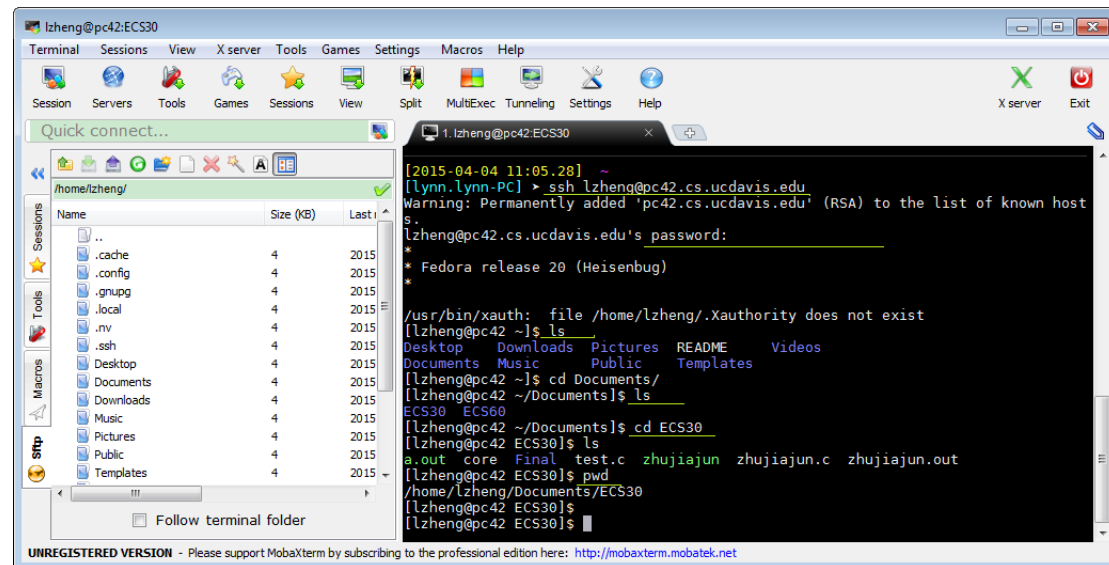 lzheng@pc42:ECS30
Terminal Sessions View X server Tools Games Settings Macros Help
Session Servers Tools Games Sessions View Split MultiExec Tunneling Settings Help X server Exit
Quick connect...
1. lzheng@pc42:ECS30
/home/lzheng/
Name Size (KB)
..
.cache 4 2015
.config 4 2015
.gnupg 4 2015
.local 4 2015
.nv 4 2015
.ssh 4 2015
Desktop 4 2015
Documents 4 2015
Downloads 4 2015
Music 4 2015
Pictures 4 2015
Public 4 2015
Templates 4 2015
Follow terminal folder
Sessions
Tools
Macros
Sftp
[2015-04-04 11:05.28] ~
[lynn.lynn-PC] ➤ ssh lzheng@pc42.cs.ucdavis.edu
Warning: Permanently added 'pc42.cs.ucdavis.edu' (RSA) to the list of known host
s.
lzheng@pc42.cs.ucdavis.edu's password:
*
* Fedora release 20 (Heisenbug)
*
/usr/bin/xauth: file /home/lzheng/.Xauthority does not exist
[lzheng@pc42 ~]$ ls
Desktop Downloads Pictures README Videos
Documents Music Public Templates
[lzheng@pc42 ~]$ cd Documents/
[lzheng@pc42 ~/Documents]$ ls
ECS30 ECS60
[lzheng@pc42 ~/Documents]$ cd ECS30
[lzheng@pc42 ECS30]$ ls
a.out core Final test.c zhujiajun zhujiajun.c zhujiajun.out
[lzheng@pc42 ECS30]$ pwd
/home/lzheng/Documents/ECS30
[lzheng@pc42 ECS30]$
[lzheng@pc42 ECS30]$
UNREGISTERED VERSION - Please support MobaXterm by subscribing to the professional edition here: http://mobaxterm.mobatek.net